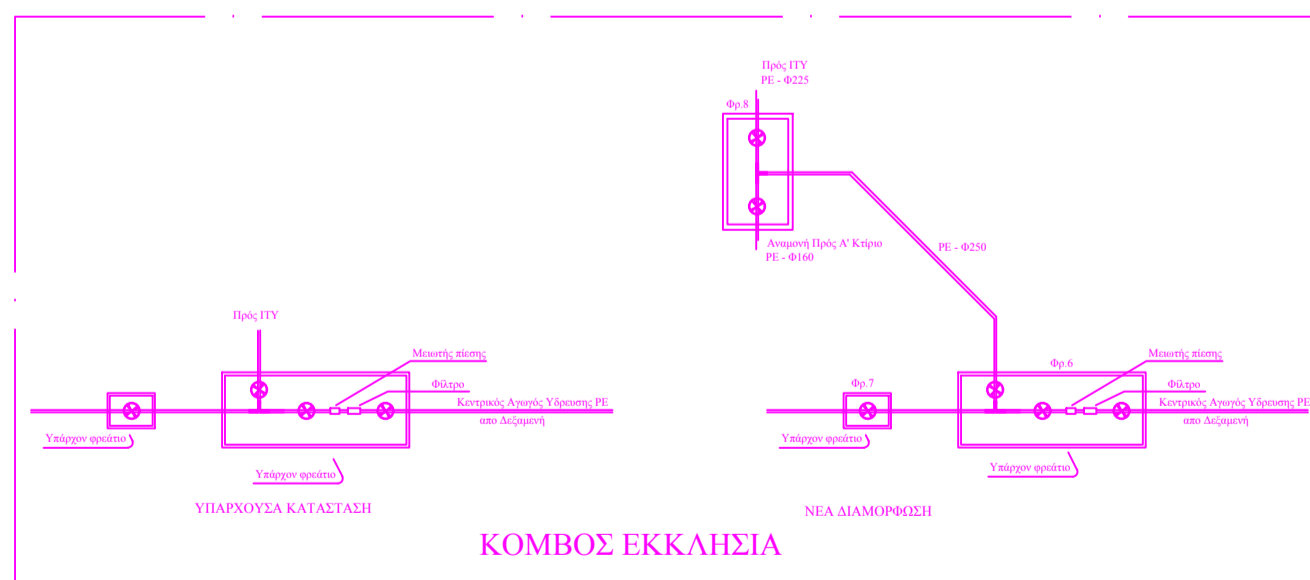 Πρός ΙΤΥ
PE - Φ225
Φρ.8
Αναμονή Πρός Α' Κτίριο
PE - Φ160
PE - Φ250
Πρός ΙΤΥ
Μειωτής πίεσης
Φίλτρο
Κεντρικός Αγωγός Υδρευσης PE
απο Δεξαμενή
Υπάρχον φρεάτιο
Υπάρχον φρεάτιο
ΥΠΑΡΧΟΥΣΑ ΚΑΤΑΣΤΑΣΗ
Φρ.6
Μειωτής πίεσης
Φρ.7
Φίλτρο
Κεντρικός Αγωγός Υδρευσης PE
απο Δεξαμενή
Υπάρχον φρεάτιο
Υπάρχον φρεάτιο
ΝΕΑ ΔΙΑΜΟΡΦΩΣΗ
ΚΟΜΒΟΣ ΕΚΚΛΗΣΙΑ